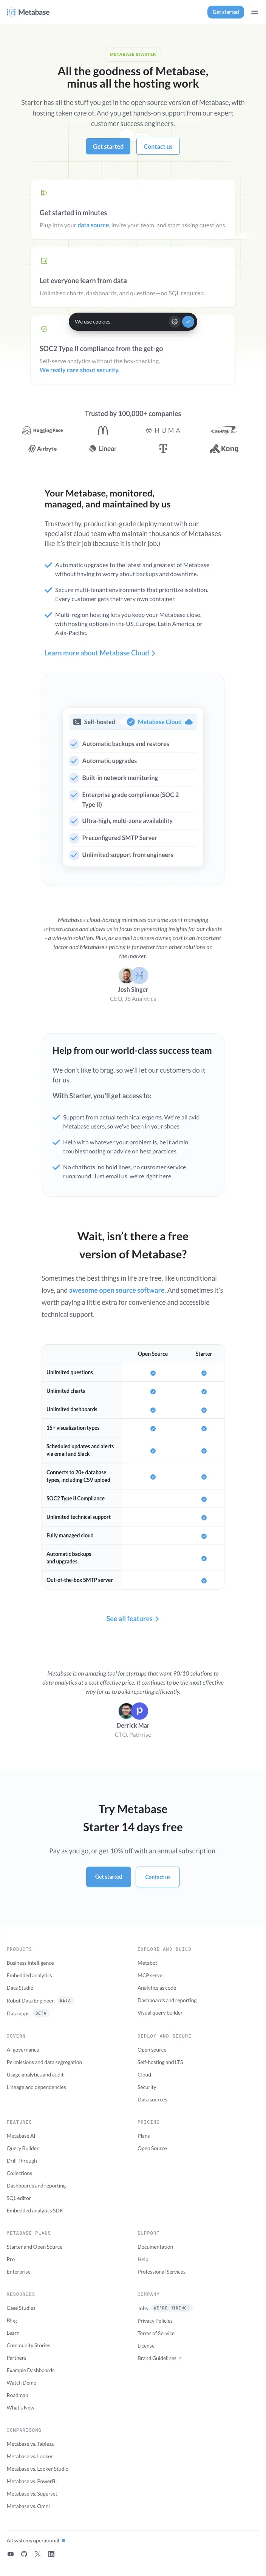 Metabase
Get started
METABASE STARTER
All the goodness of Metabase,
minus all the hosting work
Starter has all the stuff you get in the open source version of Metabase, with
hosting taken care of. And you get hands-on support from our expert
customer success engineers.
Get started
Contact us
Get started in minutes
Plug into your data source, invite your team, and start asking questions.
Let everyone learn from data
Unlimited charts, dashboards, and questions—no SQL required.
We use cookies.
SOC2 Type II compliance from the get-go
Self-serve analytics without the box-checking.
We really care about security.
Trusted by 100,000+ companies
Hugging Face
HUMA
Capital One
Airbyte
Linear
T
Kong
Your Metabase, monitored,
managed, and maintained by us
Trustworthy, production-grade deployment with our
specialist cloud team who maintain thousands of Metabases
like it's their job (because it is their job.)
Automatic upgrades to the latest and greatest of Metabase
without having to worry about backups and downtime.
Secure multi-tenant environments that prioritize isolation.
Every customer gets their very own container.
Multi-region hosting lets you keep your Metabase close,
with hosting options in the US, Europe, Latin America, or
Asia-Pacific.
Learn more about Metabase Cloud
Self-hosted
Metabase Cloud
Automatic backups and restores
Automatic upgrades
Built-in network monitoring
Enterprise grade compliance (SOC 2
Type II)
Ultra-high, multi-zone availability
Preconfigured SMTP Server
Unlimited support from engineers
Metabase's cloud-hosting minimizes our time spent managing
infrastructure and allows us to focus on generating insights for our clients
- a win-win solution. Plus, as a small business owner, cost is an important
factor and Metabase's pricing is far better than other solutions on
the market.
Josh Singer
CEO, JS Analytics
Help from our world-class success team
We don't like to brag, so we'll let our customers do it
for us.
With Starter, you'll get access to:
Support from actual technical experts. We're all avid
Metabase users, so we've been in your shoes.
Help with whatever your problem is, be it admin
troubleshooting or advice on best practices.
No chatbots, no hold lines, no customer service
runaround. Just email us, we're right here.
Wait, isn't there a free
version of Metabase?
Sometimes the best things in life are free, like unconditional
love, and awesome open source software. And sometimes it's
worth paying a little extra for convenience and accessible
technical support.
Open Source
Starter
Unlimited questions
Unlimited charts
Unlimited dashboards
15+ visualization types
Scheduled updates and alerts
via email and Slack
Connects to 20+ database
types, including CSV upload
SOC2 Type II Compliance
Unlimited technical support
Fully managed cloud
Automatic backups
and upgrades
Out-of-the-box SMTP server
See all features
Metabase is an amazing tool for startups that want 90/10 solutions to
data analytics at a cost effective price. It continues to be the most effective
way for us to build reporting efficiently.
Derrick Mar
CTO, Pathrise
Try Metabase
Starter 14 days free
Pay as you go, or get 10% off with an annual subscription.
Get started
Contact us
PRODUCTS
Business Intelligence
Embedded analytics
Data Studio
Robot Data Engineer BETA
Data apps BETA
EXPLORE AND BUILD
Metabot
MCP server
Analytics as code
Dashboards and reporting
Visual query builder
GOVERN
AI governance
Permissions and data segregation
Usage analytics and audit
Lineage and dependencies
DEPLOY AND SECURE
Open source
Self-hosting and LTS
Cloud
Security
Data sources
FEATURES
Metabase AI
Query Builder
Drill Through
Collections
Dashboards and reporting
SQL editor
Embedded analytics SDK
PRICING
Plans
Open Source
METABASE PLANS
Starter and Open Source
Pro
Enterprise
SUPPORT
Documentation
Help
Professional Services
RESOURCES
Case Studies
Blog
Learn
Community Stories
Partners
Example Dashboards
Watch Demo
Roadmap
What's New
COMPANY
Jobs WE'RE HIRING!
Privacy Policies
Terms of Service
License
Brand Guidelines ↗
COMPARISONS
Metabase vs. Tableau
Metabase vs. Looker
Metabase vs. Looker Studio
Metabase vs. PowerBI
Metabase vs. Superset
Metabase vs. Omni
All systems operational